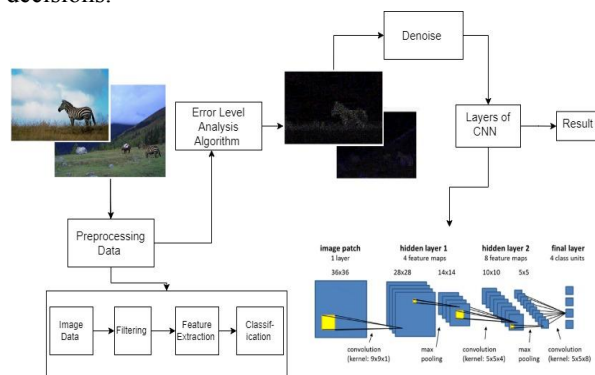 decisions.
Denoise
Error Level
Analysis
Algorithm
Layers of
CNN
Result
Preprocessing
Data
Image
Data
Filtering
Feature
Extraction
Classif-
ication
image patch
1 layer
36x36
hidden layer 1
4 feature maps
28x28
14x14
hidden layer 2
8 feature maps
10x10
5x5
final layer
4 class units
convolution
(kernel: 9x9x1)
max
pooling
convolution
(kernel: 5x5x4)
max
pooling
convolution
(kernel: 5x5x8)